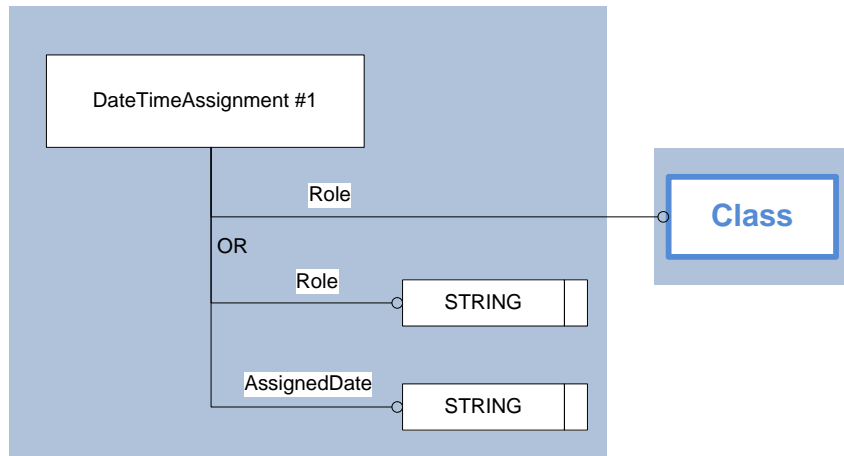 DateTimeAssignment #1
Role
Class
OR
Role
STRING
AssignedDate
STRING